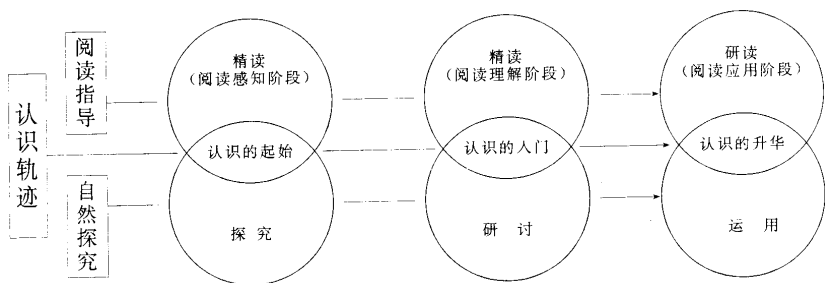 认识轨迹
阅读指导
自然探究
精读
（阅读感知阶段）
认识的起始
探究
精读
（阅读理解阶段）
认识的入门
研讨
研读
（阅读应用阶段）
认识的升华
运用